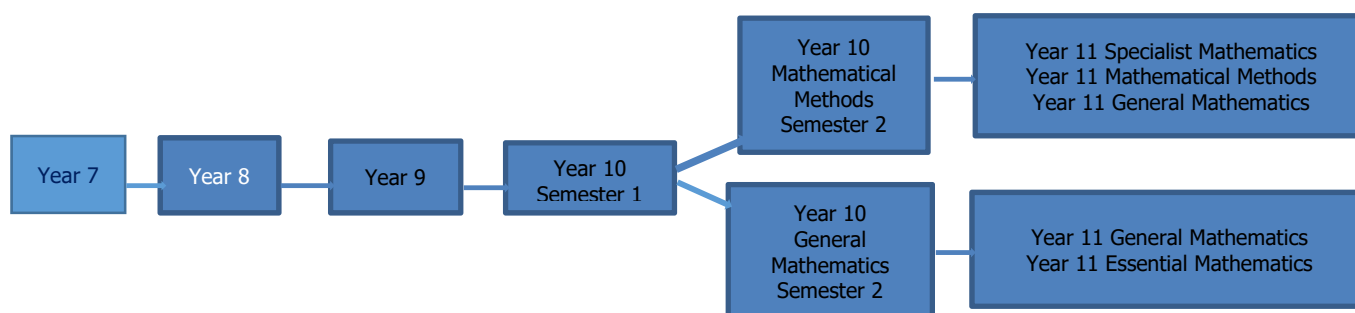 Year 7
Year 8
Year 9
Year 10
Semester 1
Year 10
Mathematical
Methods
Semester 2
Year 11 Specialist Mathematics
Year 11 Mathematical Methods
Year 11 General Mathematics
Year 10
General
Mathematics
Semester 2
Year 11 General Mathematics
Year 11 Essential Mathematics